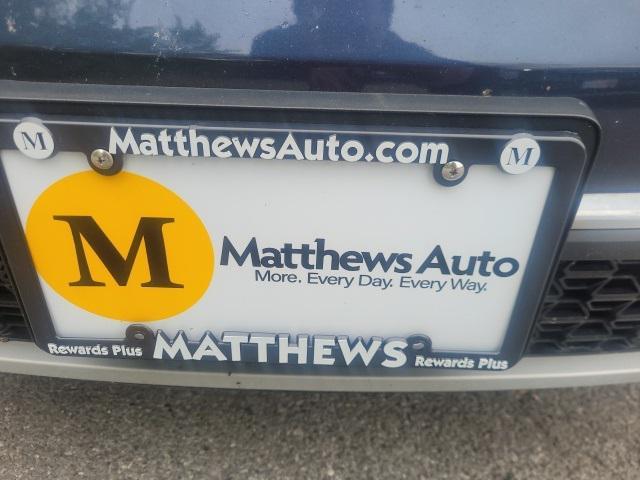 M MatthewsAuto.com M
M
Matthews Auto
More. Every Day. Every Way.
Rewards Plus MATTHEWS Rewards Plus